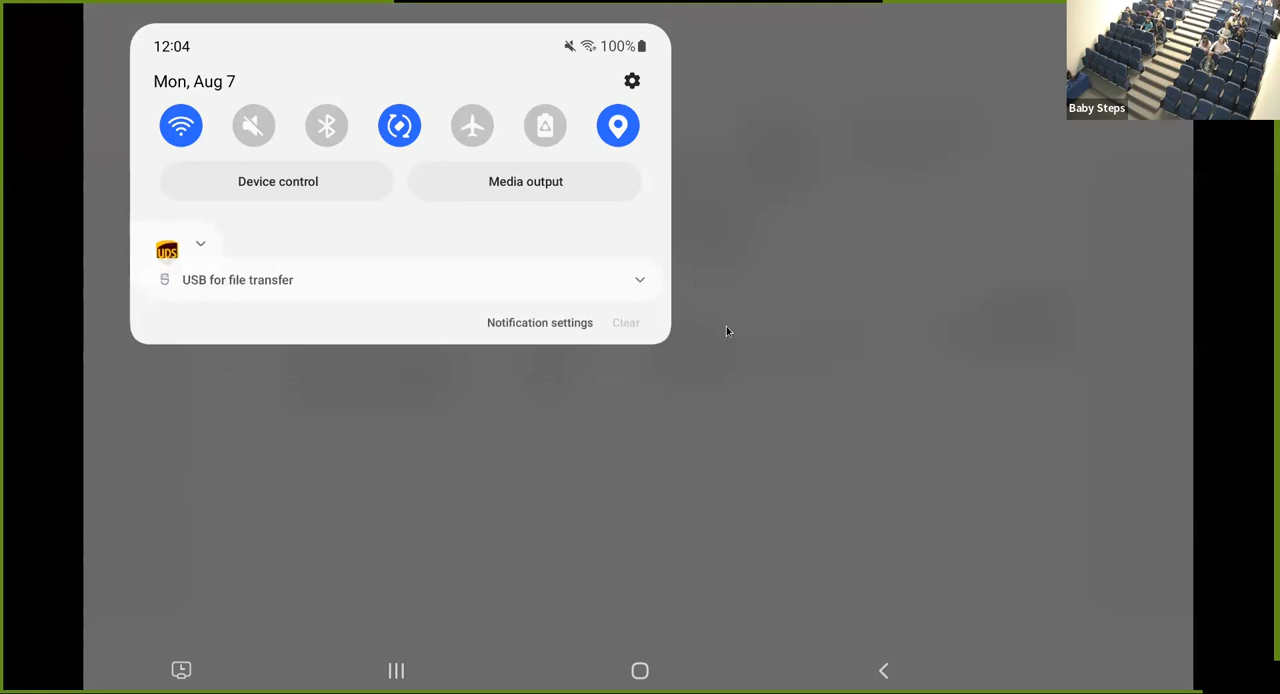 12:04
100%
Mon, Aug 7
Device control
Media output
USB for file transfer
Notification settings
Clear
Baby Steps